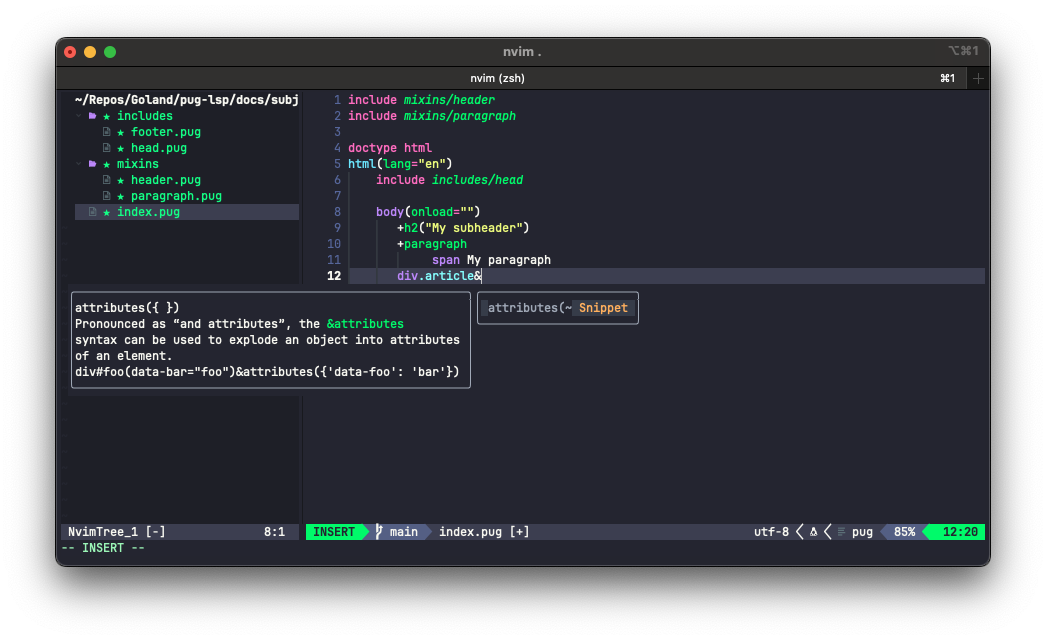 nvim .
⌥⌘1
nvim (zsh)
⌘1
~/Repos/Goland/pug-lsp/docs/subj
includes
footer.pug
head.pug
mixins
header.pug
paragraph.pug
index.pug
1 include mixins/header
2 include mixins/paragraph
3
4 doctype html
5 html(lang="en")
6 include includes/head
7
8 body(onload="")
9 +h2("My subheader")
10 +paragraph
11 span My paragraph
12 div.article&
attributes({ })
Pronounced as “and attributes”, the &attributes
syntax can be used to explode an object into attributes
of an element.
div#foo(data-bar="foo")&attributes({'data-foo': 'bar'})
attributes(~ Snippet
NvimTree_1 [-] 8:1
INSERT main index.pug [+] utf-8 pug 85% 12:20
-- INSERT --